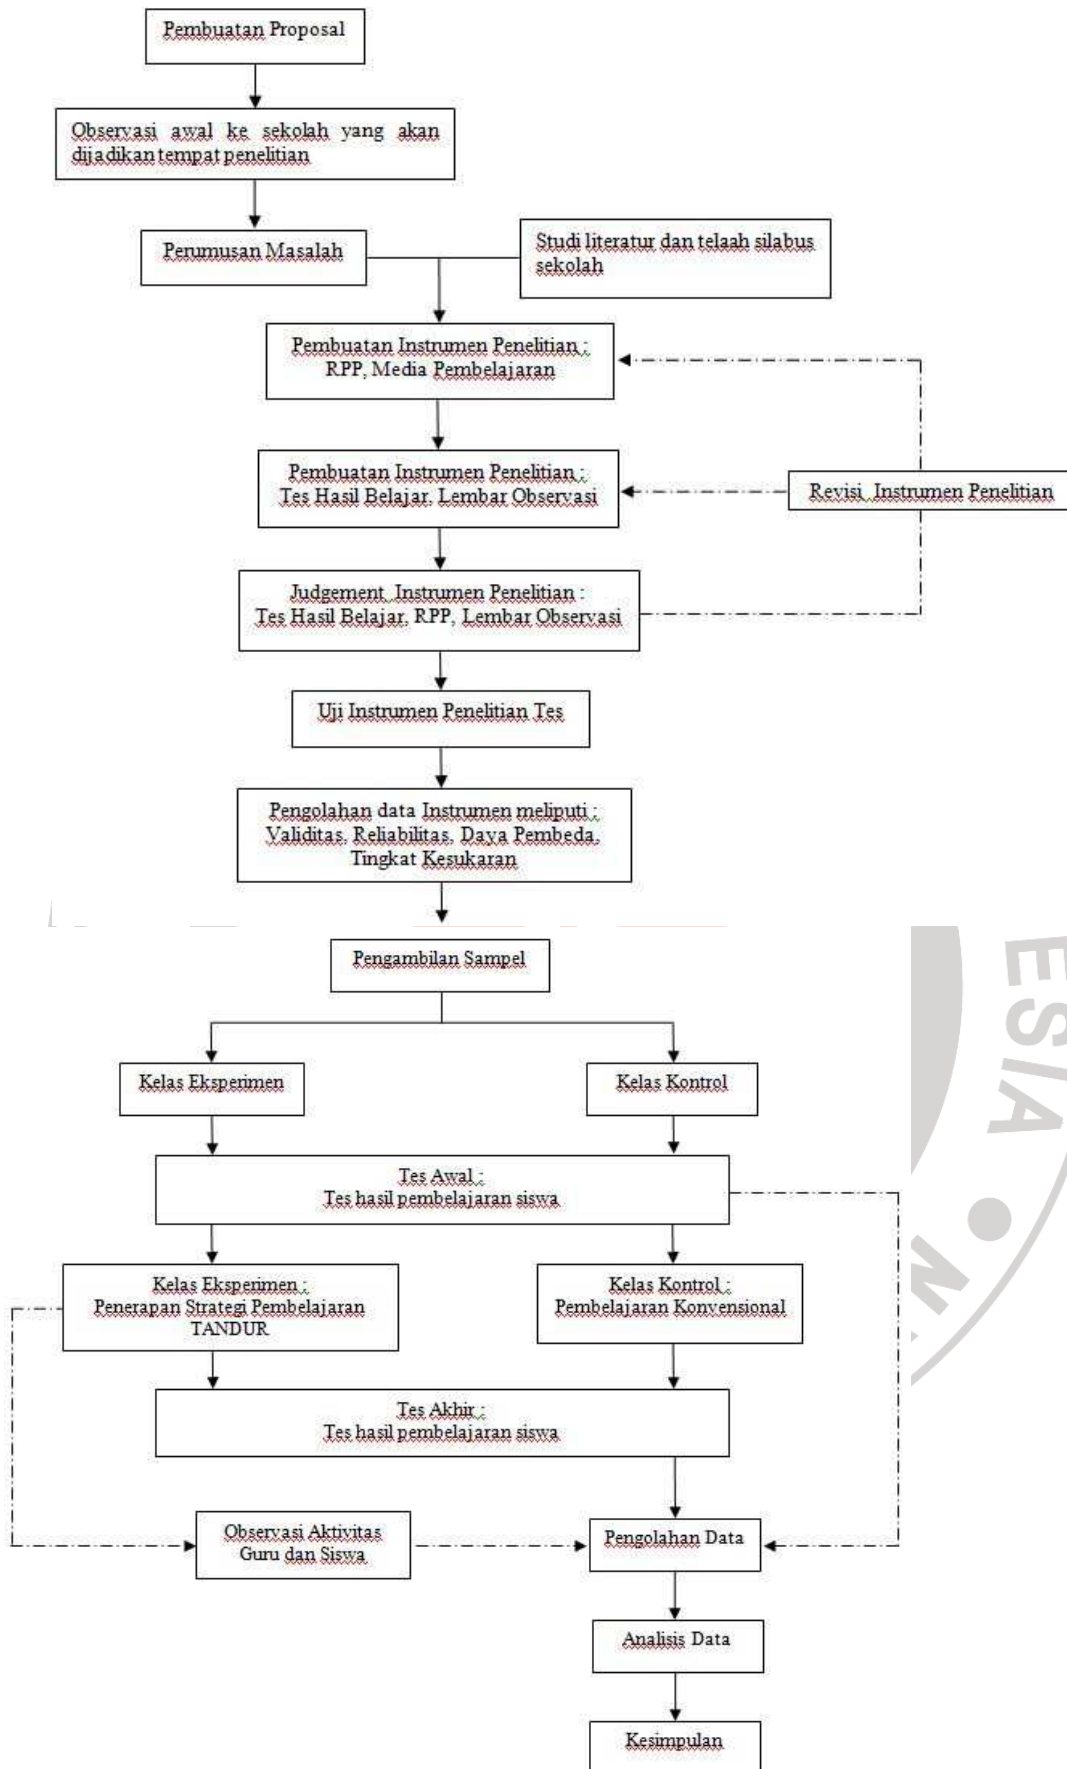 Pembuatan Proposal
Observasi awal ke sekolah yang akan
dijadikan tempat penelitian
Perumusan Masalah
Studi literatur dan telaah silabus
sekolah
Pembuatan Instrumen Penelitian :
RPP, Media Pembelajaran
Pembuatan Instrumen Penelitian :
Tes Hasil Belajar, Lembar Observasi
Revisi Instrumen Penelitian
Judgement Instrumen Penelitian :
Tes Hasil Belajar, RPP, Lembar Observasi
Uji Instrumen Penelitian Tes
Pengolahan data Instrumen meliputi :
Validitas, Reliabilitas, Daya Pembeda,
Tingkat Kesukaran
Pengambilan Sampel
ESIA
Kelas Eksperimen
Kelas Kontrol
Tes Awal :
Tes hasil pembelajaran siswa
Kelas Eksperimen :
Penerapan Strategi Pembelajaran
TANDUR
Kelas Kontrol :
Pembelajaran Konvensional
Tes Akhir :
Tes hasil pembelajaran siswa
Observasi Aktivitas
Guru dan Siswa
Pengolahan Data
Analisis Data
Kesimpulan